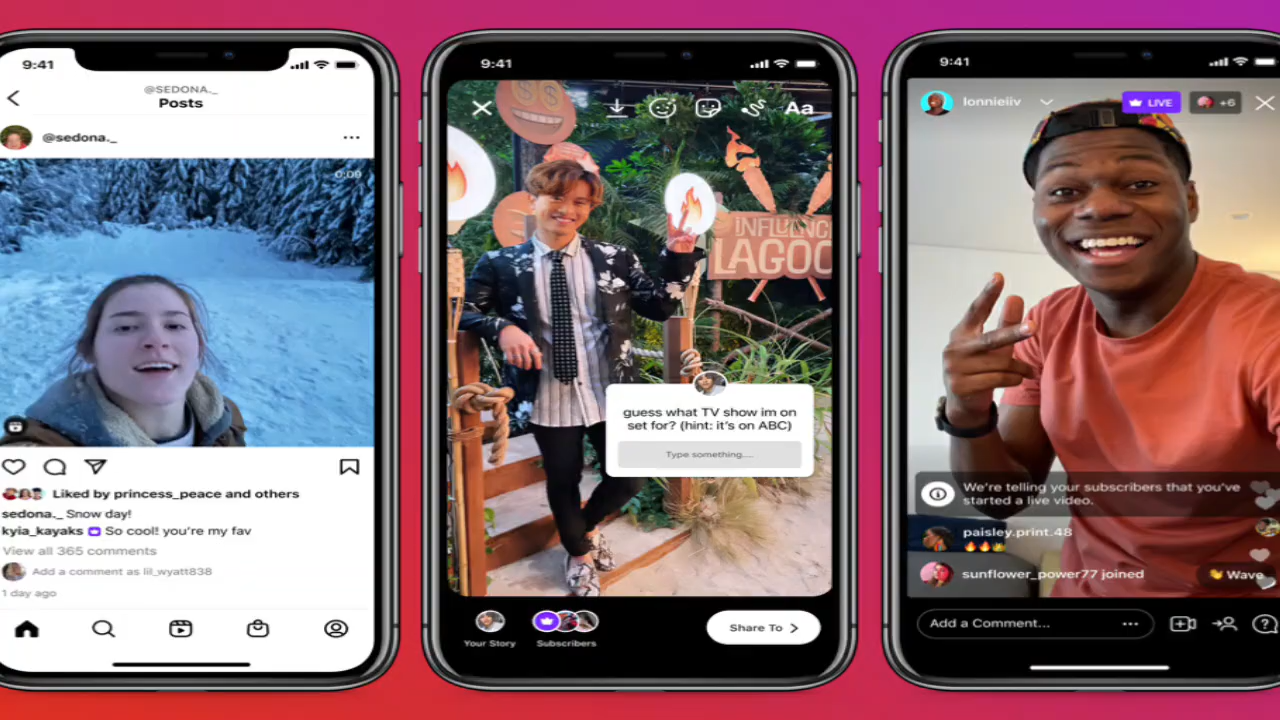 9:41
@SEDONA._
Posts
@sedona._
0:09
Liked by princess_peace and others
sedona._ Snow day!
kyia_kayaks So cool! you're my fav
View all 365 comments
Add a comment as lil_wyatt838
1 day ago
9:41
Aa
INFLUENC
LAGOO
guess what TV show im on
set for? (hint: it's on ABC)
Type something....
Your Story
Subscribers
Share To
9:41
lonnieiiv
LIVE
+6
We're telling your subscribers that you've
started a live video.
paisley.print.48
sunflower_power77 joined
Wave
Add a Comment...